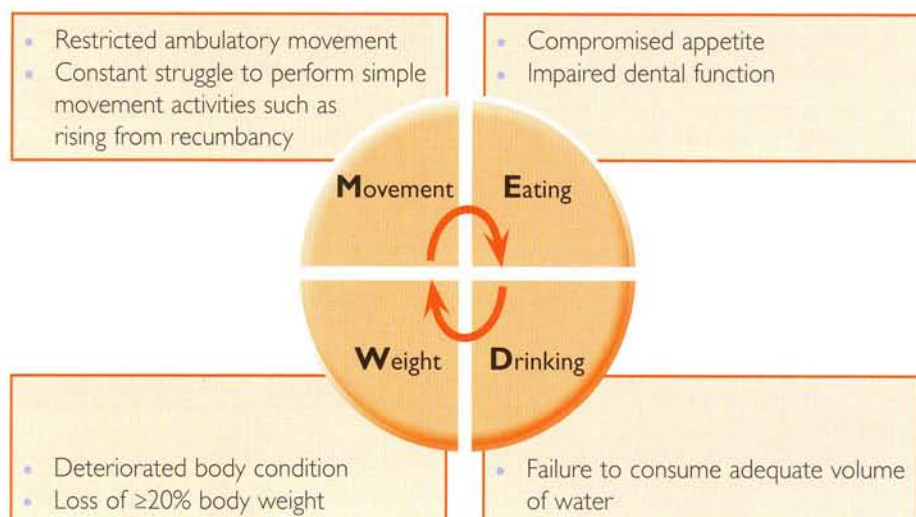 • Restricted ambulatory movement
• Constant struggle to perform simple
movement activities such as
rising from recumbancy
• Compromised appetite
• Impaired dental function
Movement
Eating
Weight
Drinking
• Deteriorated body condition
• Loss of ≥20% body weight
• Failure to consume adequate volume
of water